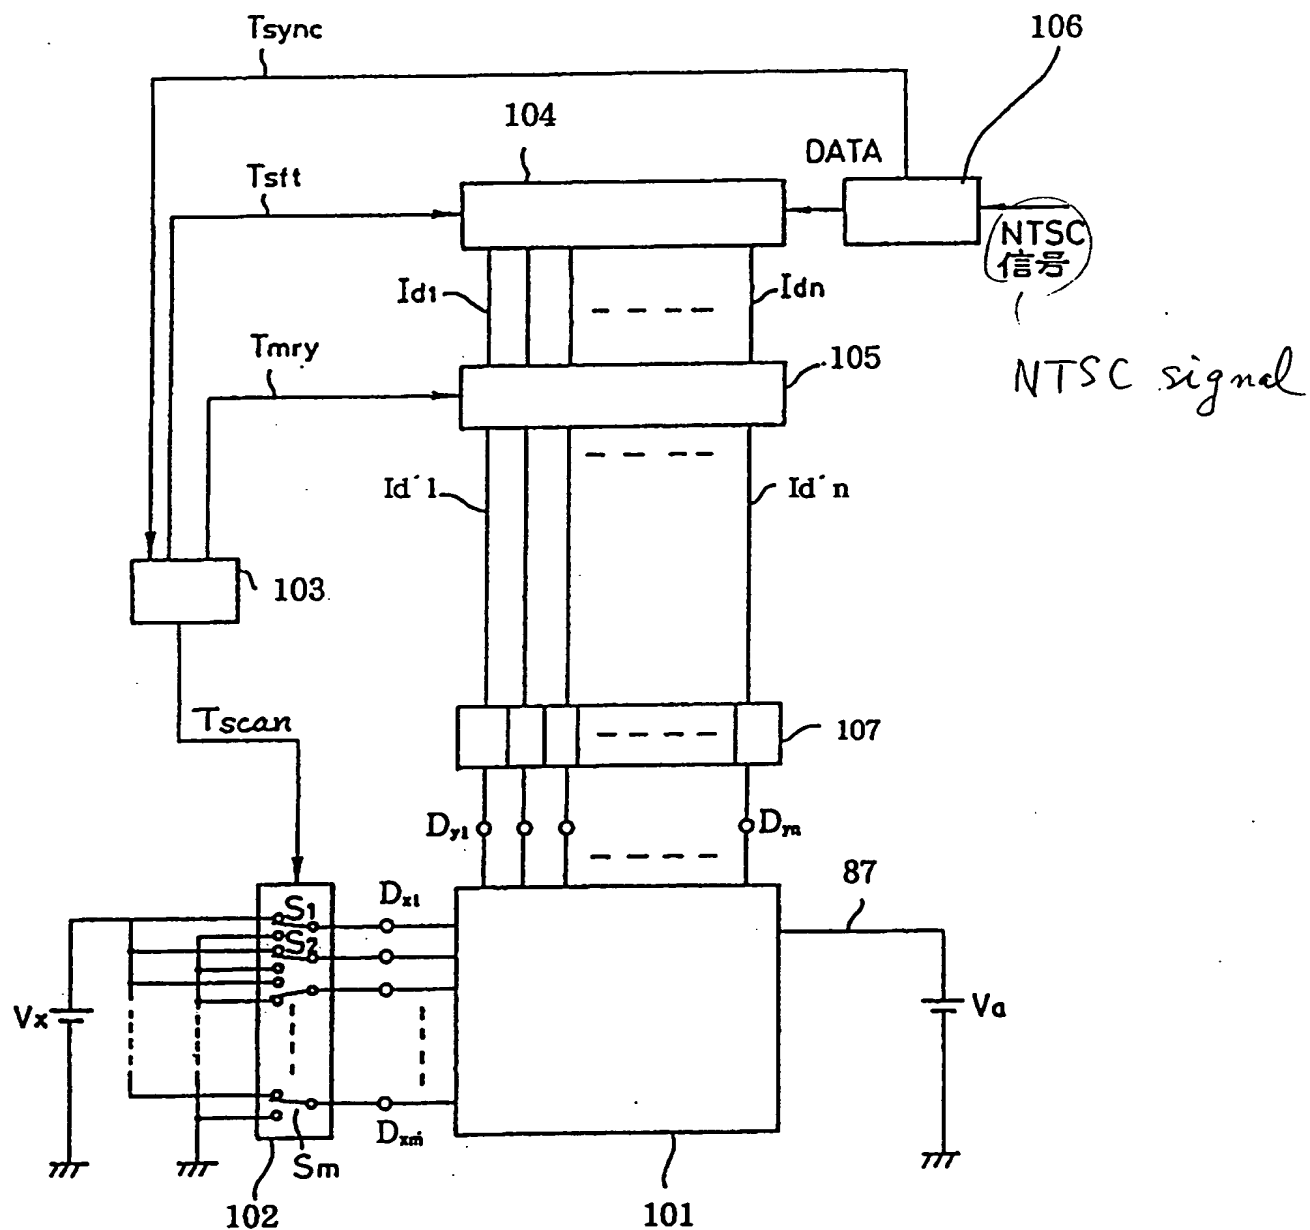 Tsync
106
104
DATA
Tsft
NTSC
信号
Id1
Idn
Tmry
105
NTSC signal
Id'1
Id'n
103
Tscan
107
Dy1
Dyn
87
Dx1
S1
S2
Vx
Va
Dxm
Sm
102
101